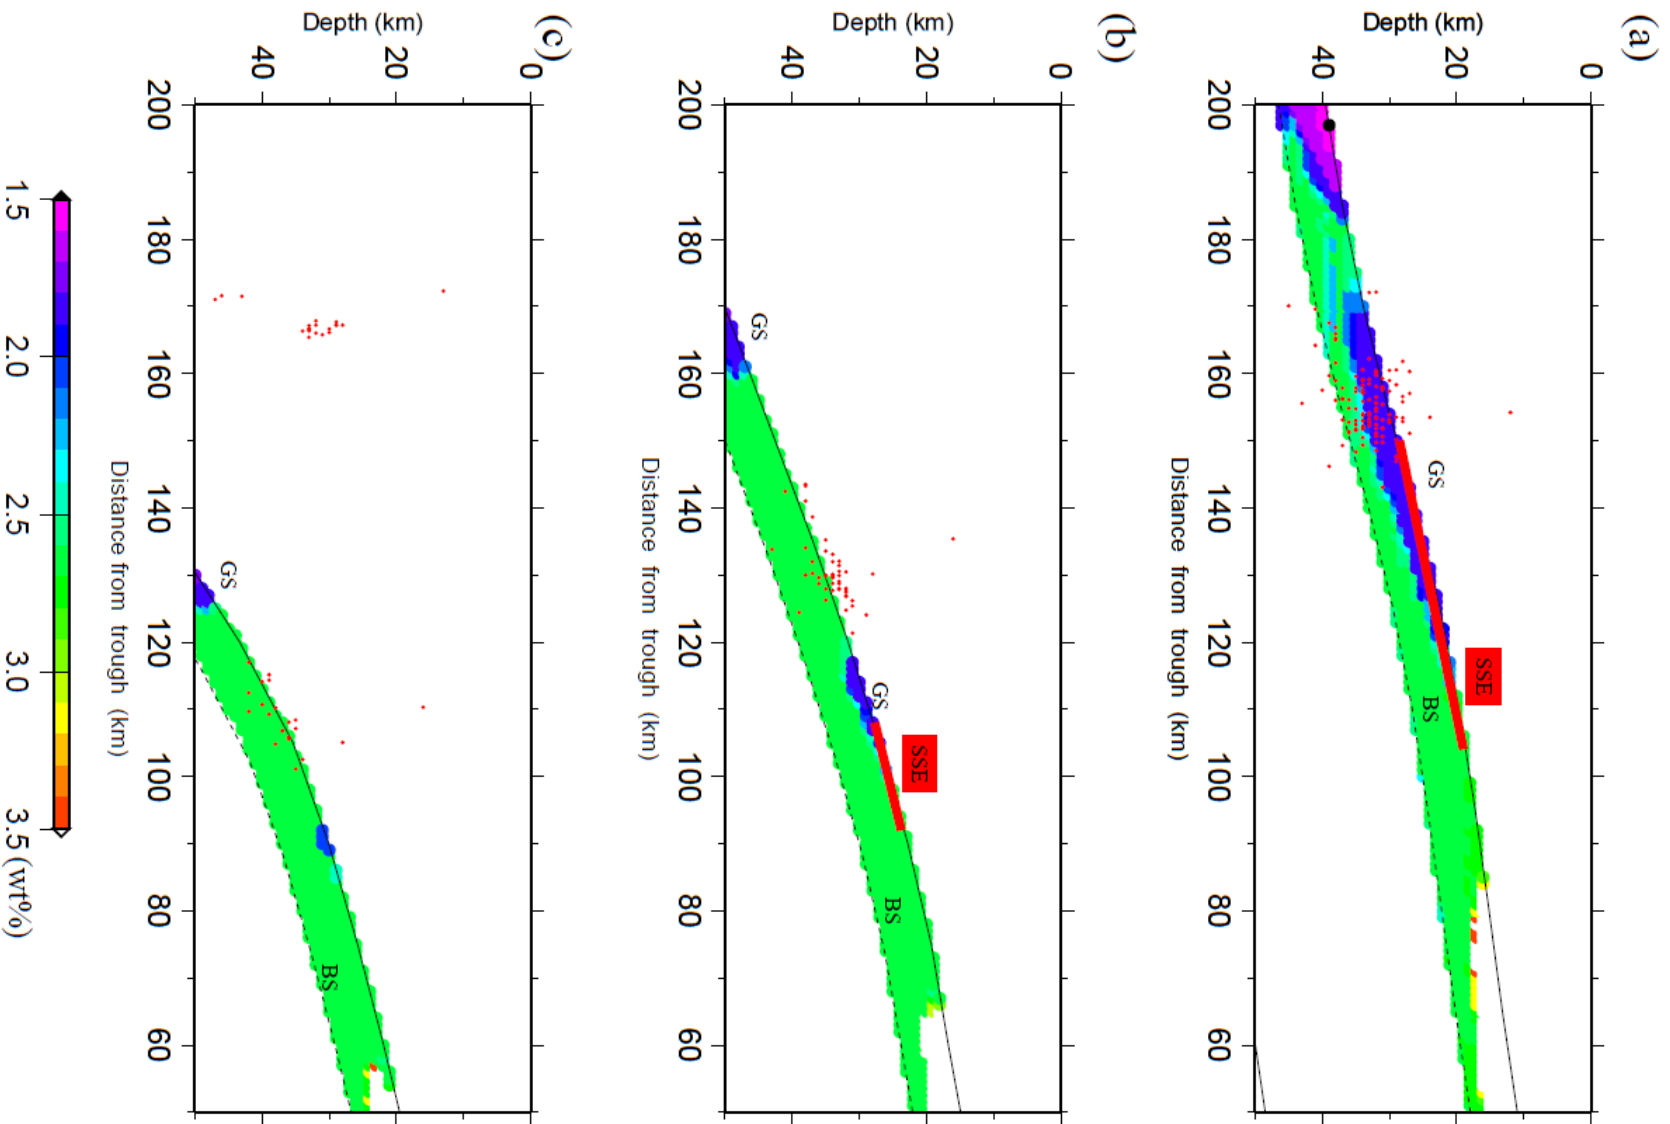 (a)
Depth (km)
0
20
40
GS
SSE
BS
200 180 160 140 120 100 80 60
Distance from trough (km)
(b)
Depth (km)
0
20
40
GS
GS
SSE
BS
200 180 160 140 120 100 80 60
Distance from trough (km)
(c)
Depth (km)
0
20
40
GS
BS
200 180 160 140 120 100 80 60
Distance from trough (km)
1.5 2.0 2.5 3.0 3.5 (wt%)